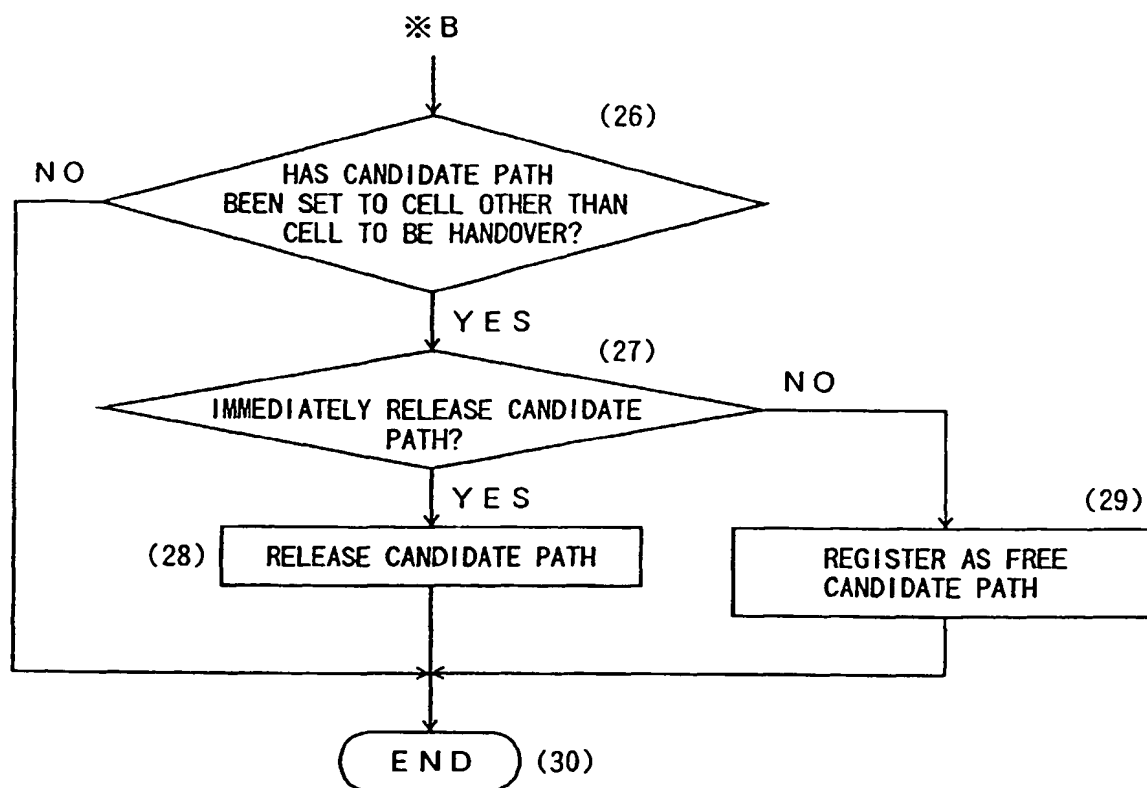 ※B
(26)
NO
HAS CANDIDATE PATH
BEEN SET TO CELL OTHER THAN
CELL TO BE HANDOVER?
YES
(27)
NO
IMMEDIATELY RELEASE CANDIDATE
PATH?
YES
(29)
(28)
RELEASE CANDIDATE PATH
REGISTER AS FREE
CANDIDATE PATH
END
(30)